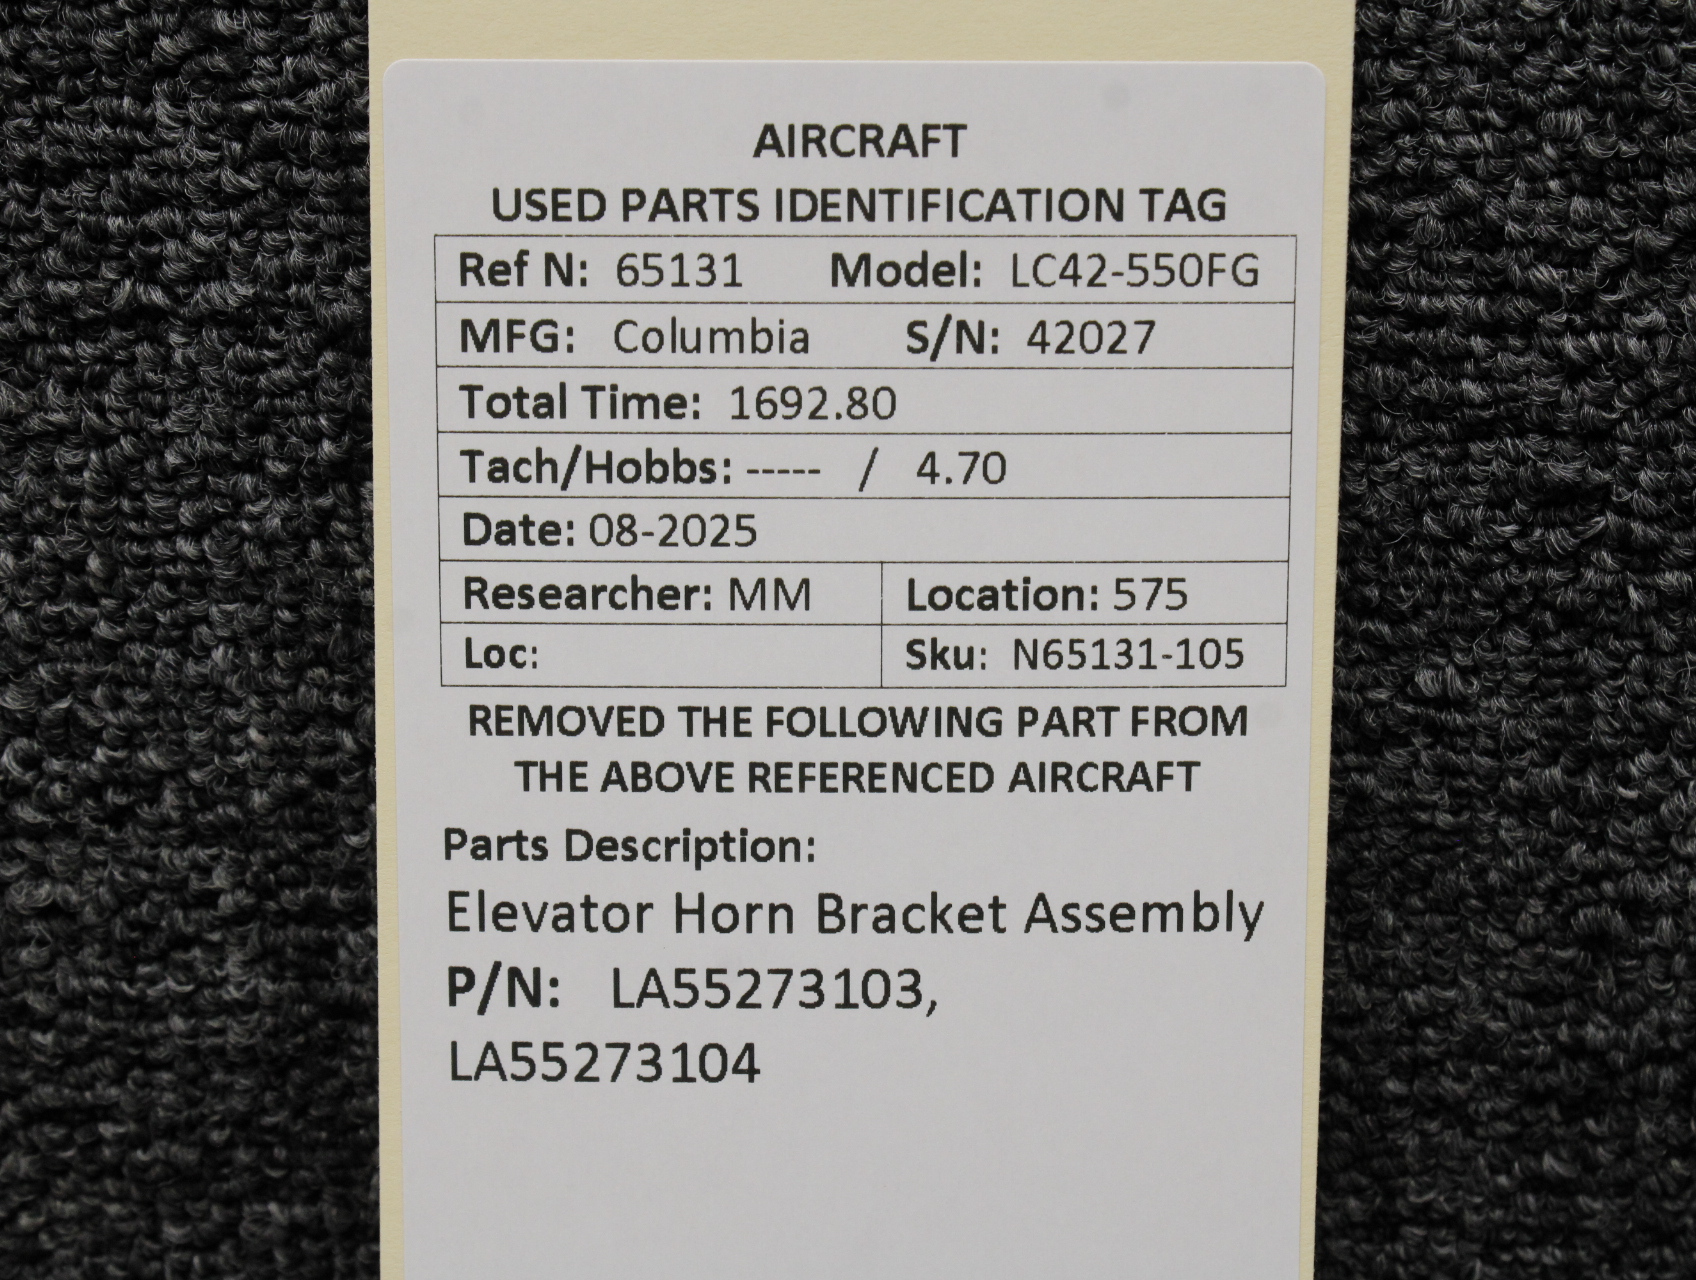 AIRCRAFT
USED PARTS IDENTIFICATION TAG
Ref N: 65131 Model: LC42-550FG
MFG: Columbia S/N: 42027
Total Time: 1692.80
Tach/Hobbs: ----- / 4.70
Date: 08-2025
Researcher: MM Location: 575
Loc: Sku: N65131-105
REMOVED THE FOLLOWING PART FROM
THE ABOVE REFERENCED AIRCRAFT
Parts Description:
Elevator Horn Bracket Assembly
P/N: LA55273103,
LA55273104